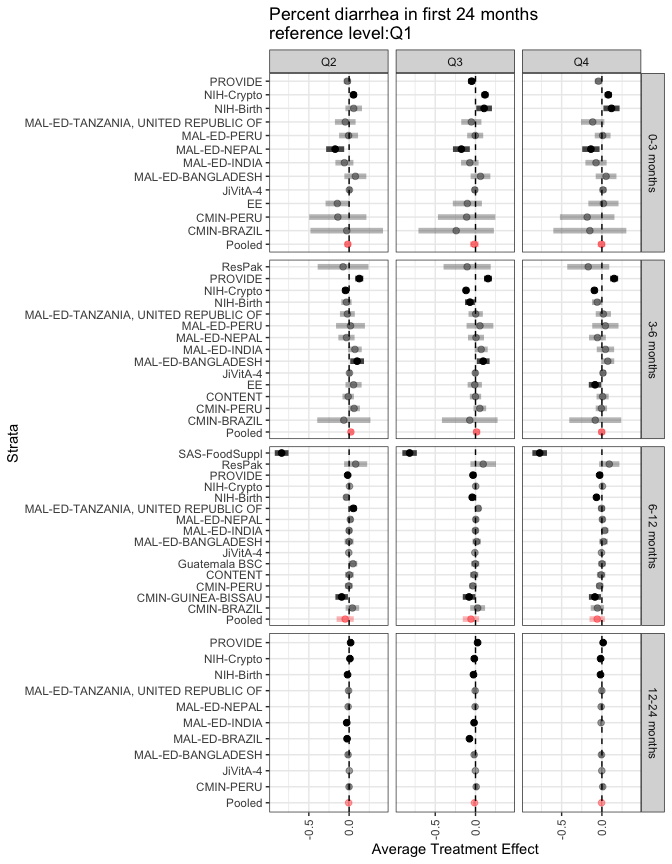 Percent diarrhea in first 24 months
reference level:Q1
Q2
Q3
Q4
PROVIDE
NIH-Crypto
NIH-Birth
MAL-ED-TANZANIA, UNITED REPUBLIC OF
MAL-ED-PERU
MAL-ED-NEPAL
MAL-ED-INDIA
MAL-ED-BANGLADESH
JiVitA-4
EE
CMIN-PERU
CMIN-BRAZIL
Pooled
0-3 months
ResPak
PROVIDE
NIH-Crypto
NIH-Birth
MAL-ED-TANZANIA, UNITED REPUBLIC OF
MAL-ED-PERU
MAL-ED-NEPAL
MAL-ED-INDIA
MAL-ED-BANGLADESH
JiVitA-4
EE
CONTENT
CMIN-PERU
CMIN-BRAZIL
Pooled
3-6 months
SAS-FoodSuppl
ResPak
PROVIDE
NIH-Crypto
NIH-Birth
MAL-ED-TANZANIA, UNITED REPUBLIC OF
MAL-ED-NEPAL
MAL-ED-INDIA
MAL-ED-BANGLADESH
JiVitA-4
Guatemala BSC
CONTENT
CMIN-PERU
CMIN-GUINEA-BISSAU
CMIN-BRAZIL
Pooled
6-12 months
PROVIDE
NIH-Crypto
NIH-Birth
MAL-ED-TANZANIA, UNITED REPUBLIC OF
MAL-ED-NEPAL
MAL-ED-INDIA
MAL-ED-BRAZIL
MAL-ED-BANGLADESH
JiVitA-4
CMIN-PERU
Pooled
12-24 months
Strata
-0.5
0.0
-0.5
0.0
-0.5
0.0
Average Treatment Effect